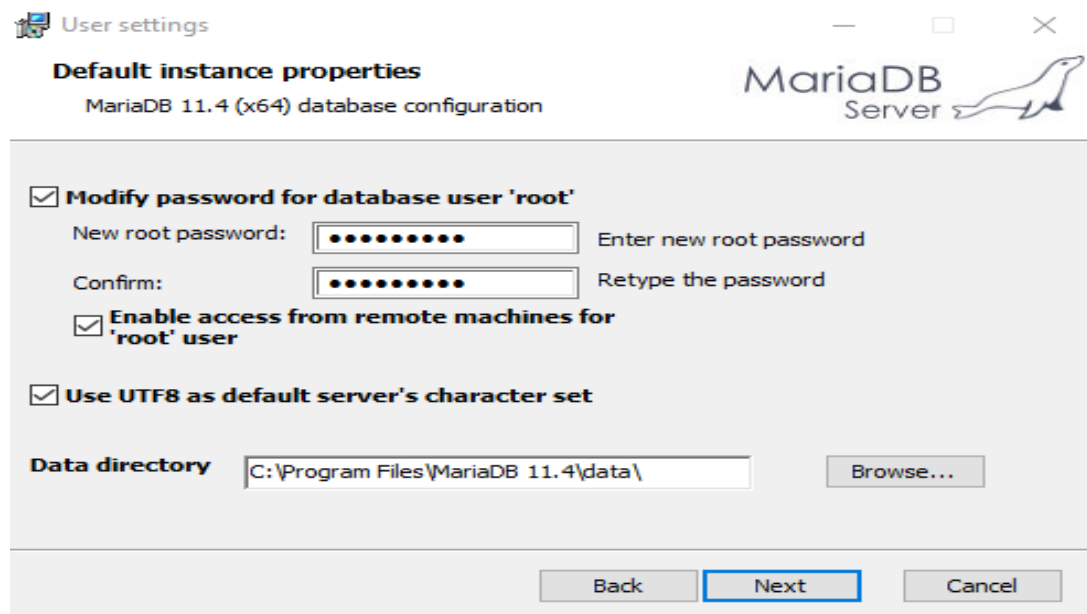 User settings
Default instance properties
MariaDB 11.4 (x64) database configuration
MariaDB
Server
Modify password for database user 'root'
New root password: ●●●●●●●●● Enter new root password
Confirm: ●●●●●●●●● Retype the password
Enable access from remote machines for
'root' user
Use UTF8 as default server's character set
Data directory C:\Program Files\MariaDB 11.4\data\ Browse...
Back Next Cancel